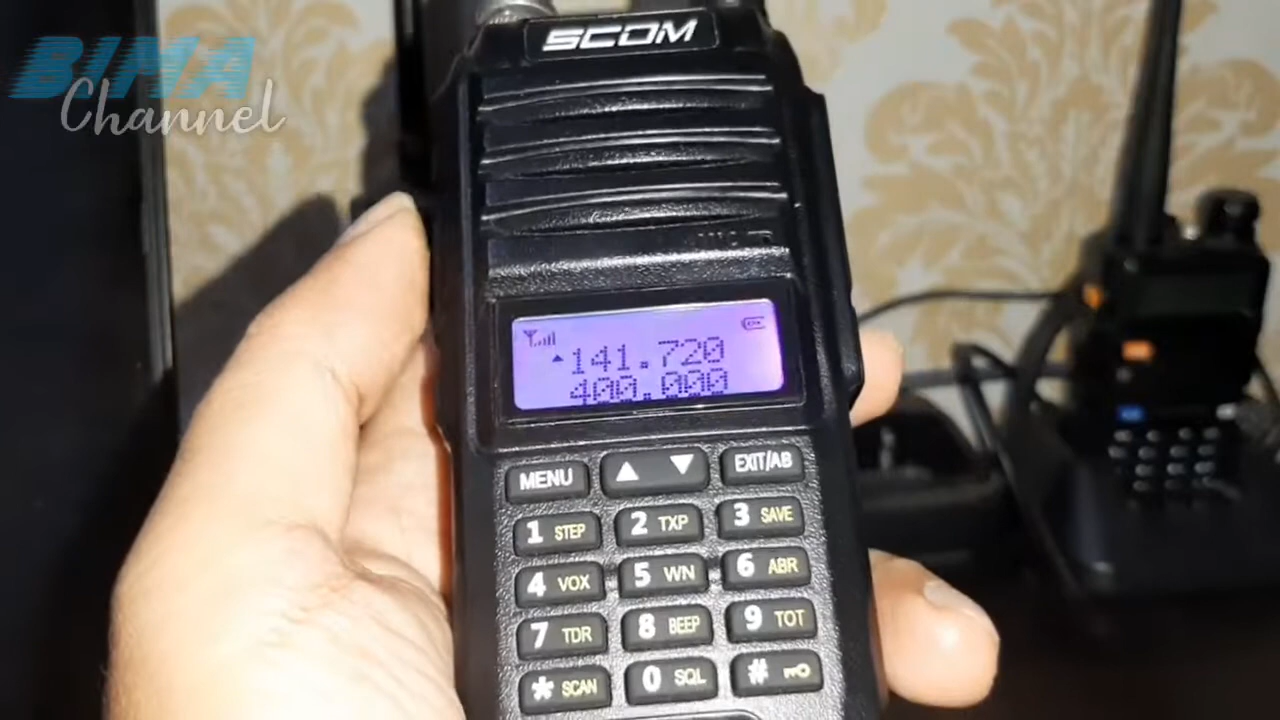 BIMA
Channel
SCOM
141.720
400.000
MENU ▲ ▼ EXIT/AB
1 STEP 2 TXP 3 SAVE
4 VOX 5 WN 6 ABR
7 TDR 8 BEEP 9 TOT
* SCAN 0 SQL #